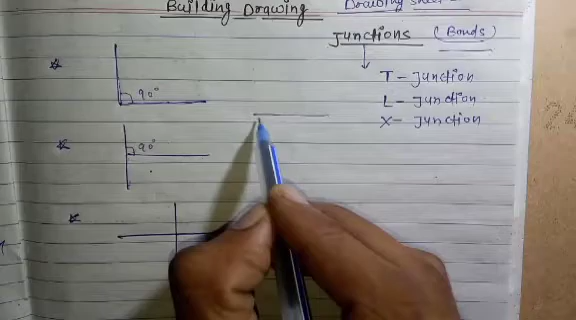 Building Drawing
Junctions (Bonds)
T - Junction
L - Junction
X - Junction
90°
90°